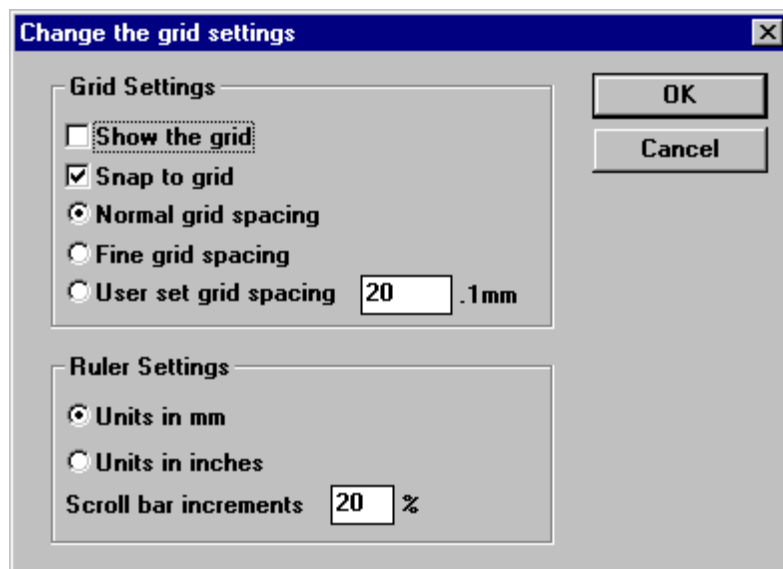 Change the grid settings
Grid Settings
OK
Show the grid
Cancel
Snap to grid
Normal grid spacing
Fine grid spacing
User set grid spacing 20 .1mm
Ruler Settings
Units in mm
Units in inches
Scroll bar increments 20 %